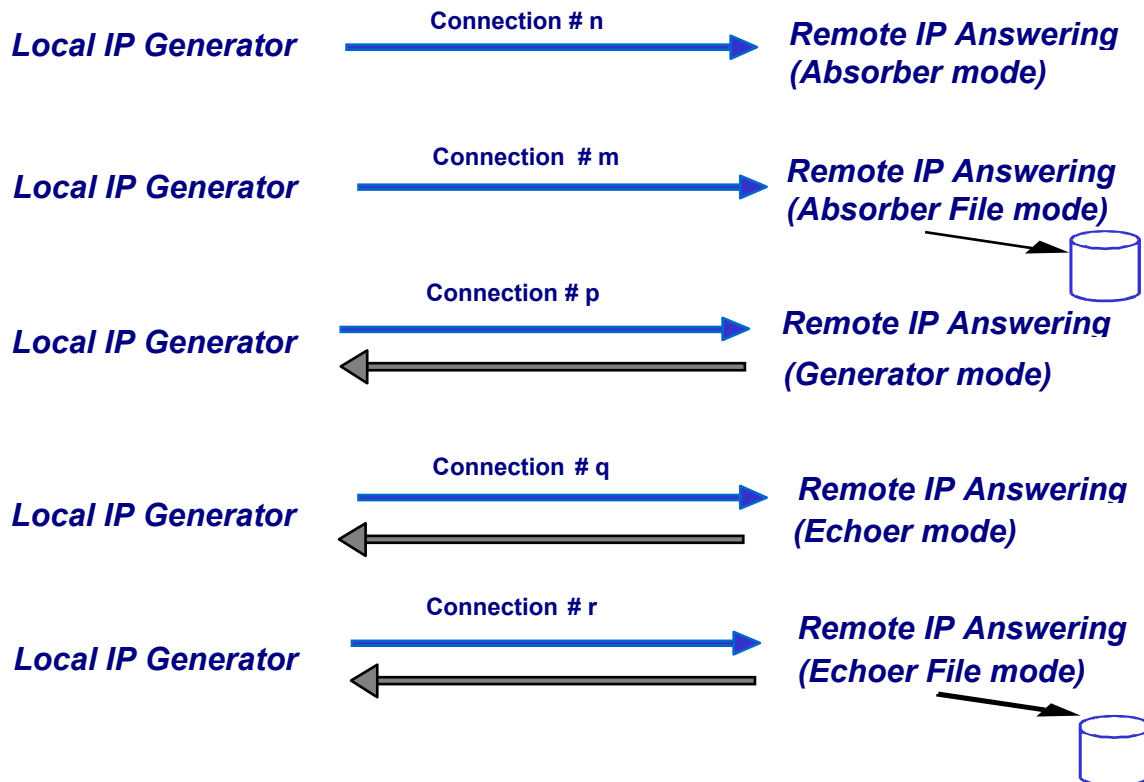 Connection # n
Local IP Generator
Remote IP Answering
(Absorber mode)
Connection # m
Local IP Generator
Remote IP Answering
(Absorber File mode)
Connection # p
Local IP Generator
Remote IP Answering
(Generator mode)
Connection # q
Local IP Generator
Remote IP Answering
(Echoer mode)
Connection # r
Local IP Generator
Remote IP Answering
(Echoer File mode)